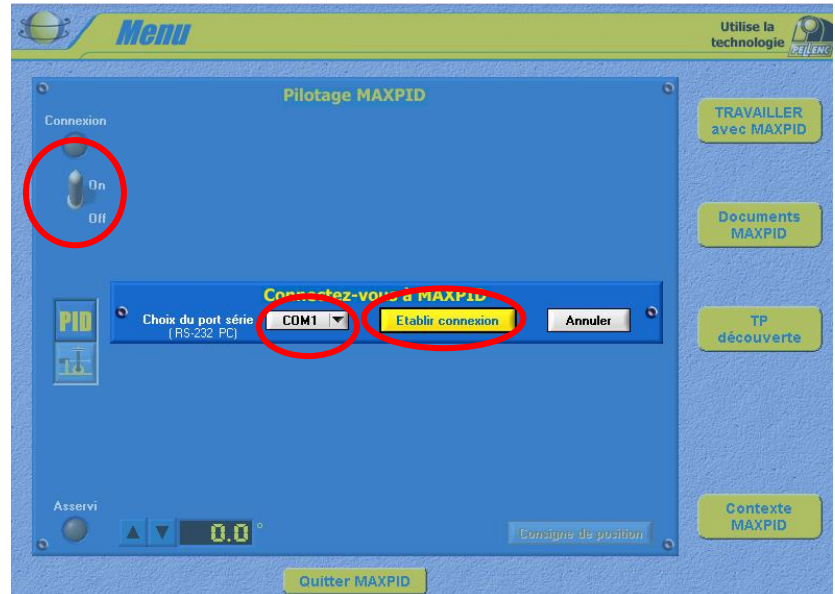 Menu
Utilise la
technologie
PELLENC
Pilotage MAXPID
Connexion
On
Off
TRAVAILLER
avec MAXPID
Documents
MAXPID
Connectez-vous à MAXPID
Choix du port série
(RS-232 PC)
COM1
Etablir connexion
Annuler
PID
TP
découverte
Asservi
0.0 °
Consigne de position
Contexte
MAXPID
Quitter MAXPID